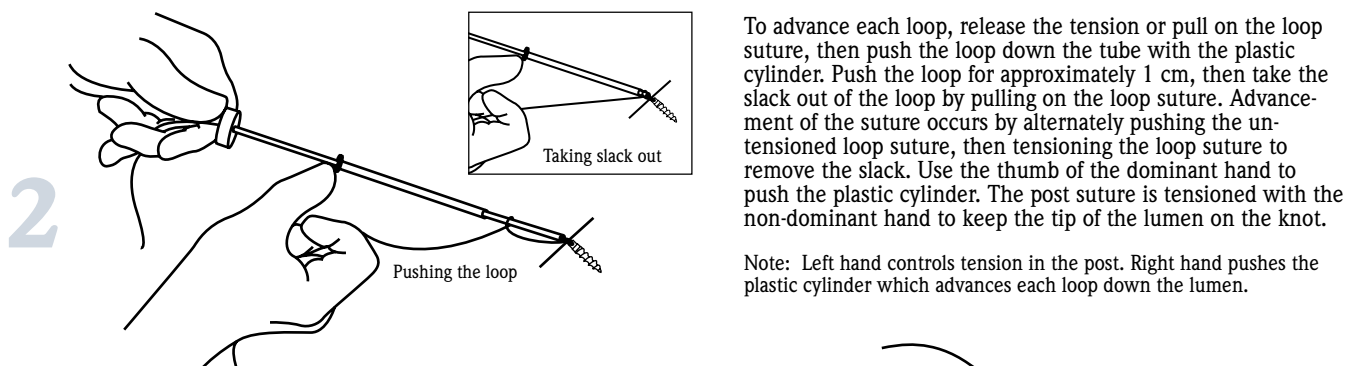 2
Taking slack out
Pushing the loop
To advance each loop, release the tension or pull on the loop
suture, then push the loop down the tube with the plastic
cylinder. Push the loop for approximately 1 cm, then take the
slack out of the loop by pulling on the loop suture. Advance-
ment of the suture occurs by alternately pushing the un-
tensioned loop suture, then tensioning the loop suture to
remove the slack. Use the thumb of the dominant hand to
push the plastic cylinder. The post suture is tensioned with the
non-dominant hand to keep the tip of the lumen on the knot.
Note:  Left hand controls tension in the post. Right hand pushes the
plastic cylinder which advances each loop down the lumen.